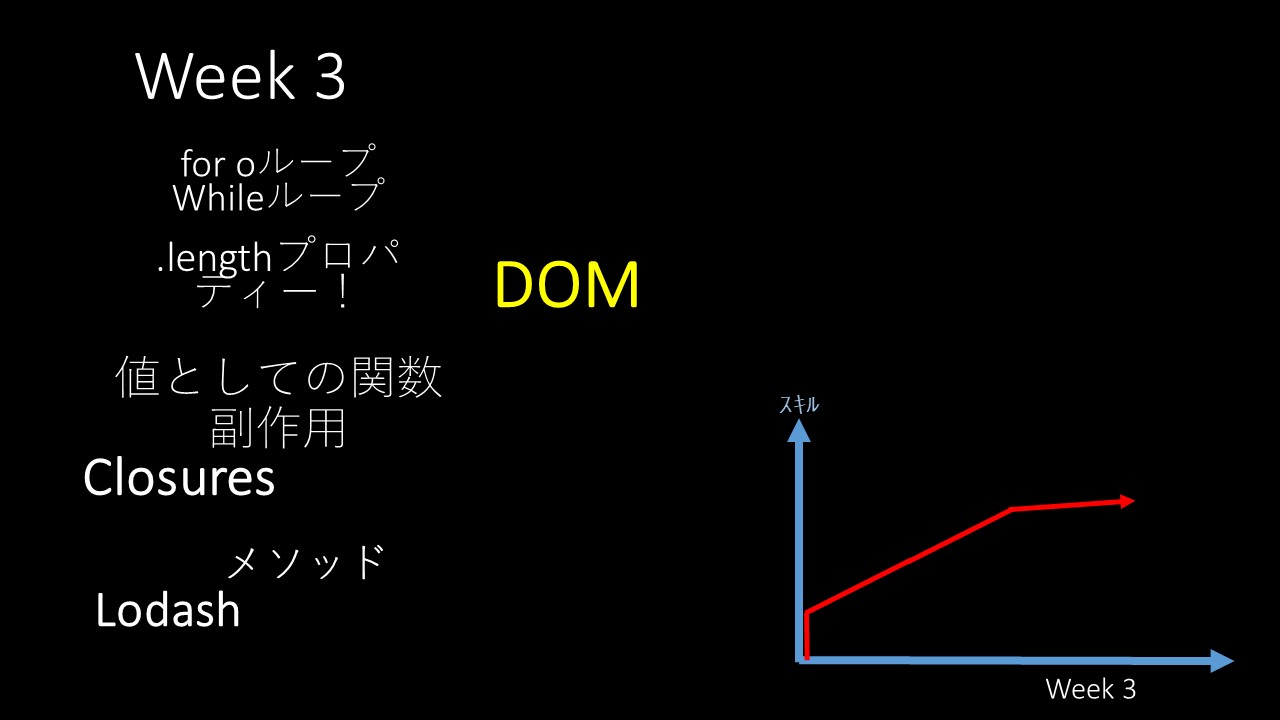 Week 3
for oループ
Whileループ
.lengthプロパ
ティー！
DOM
値としての関数
副作用
Closures
メソッド
Lodash
ｽｷﾙ
Week 3